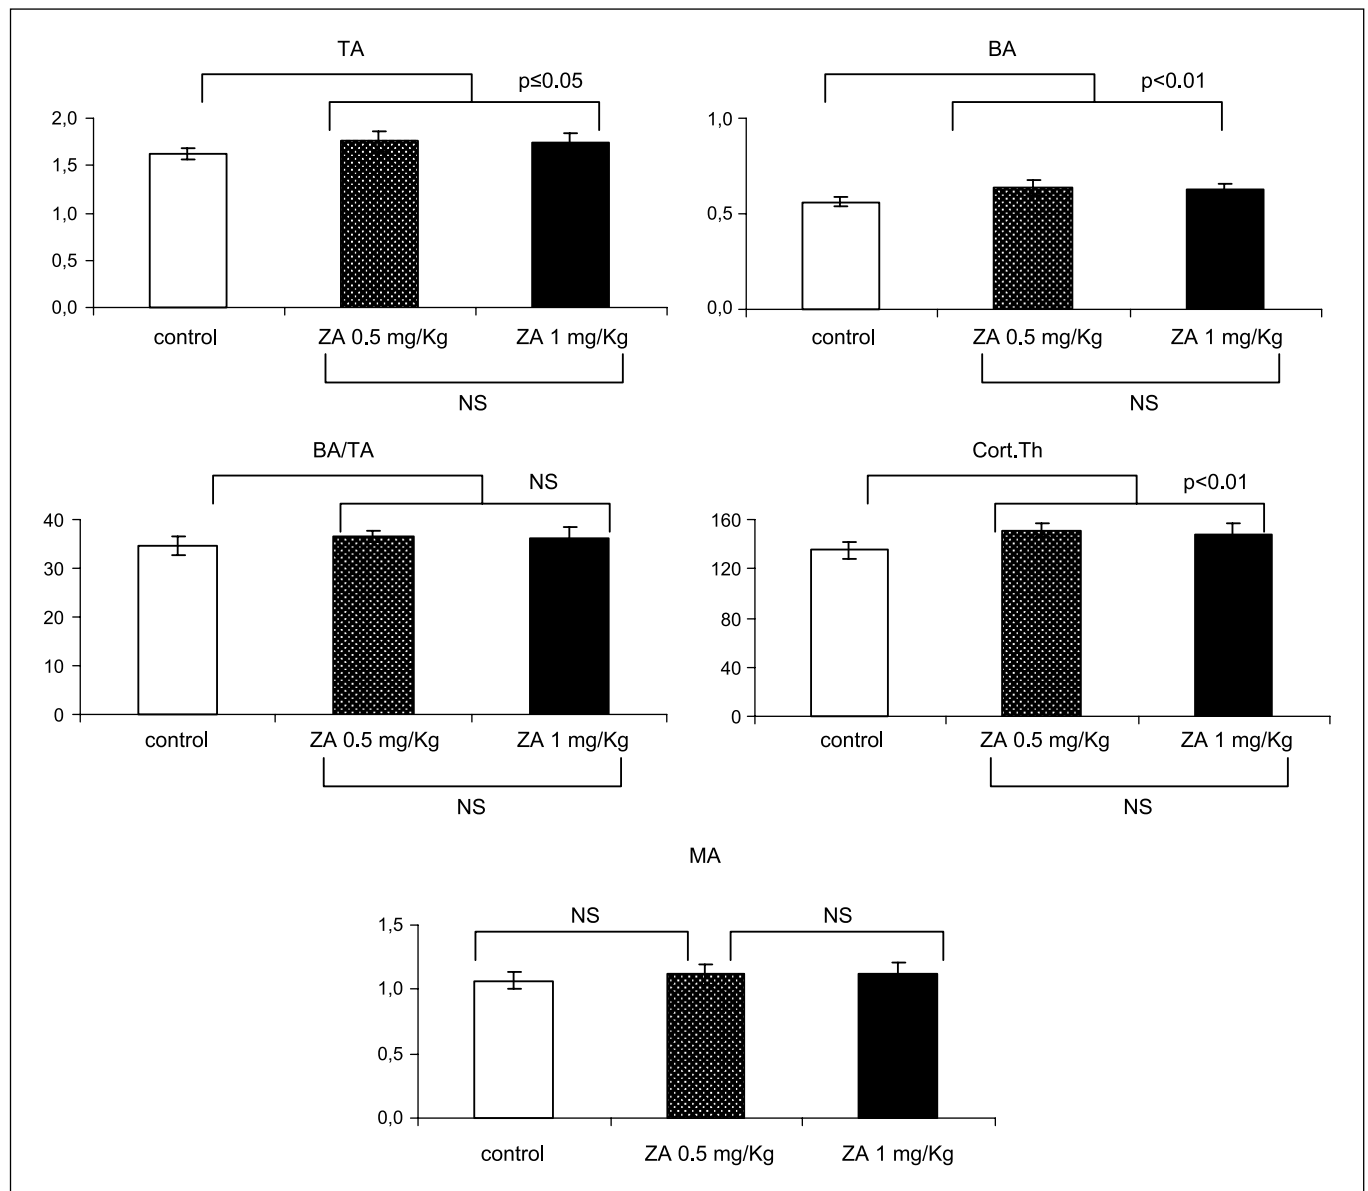 TA
p≤0.05
2,0
1,5
1,0
0,5
0,0
control ZA 0.5 mg/Kg ZA 1 mg/Kg
NS
BA
p<0.01
1,0
0,5
0,0
control ZA 0.5 mg/Kg ZA 1 mg/Kg
NS
BA/TA
NS
40
30
20
10
0
control ZA 0.5 mg/Kg ZA 1 mg/Kg
NS
Cort.Th
p<0.01
160
120
80
40
0
control ZA 0.5 mg/Kg ZA 1 mg/Kg
NS
MA
NS NS
1,5
1,0
0,5
0,0
control ZA 0.5 mg/Kg ZA 1 mg/Kg